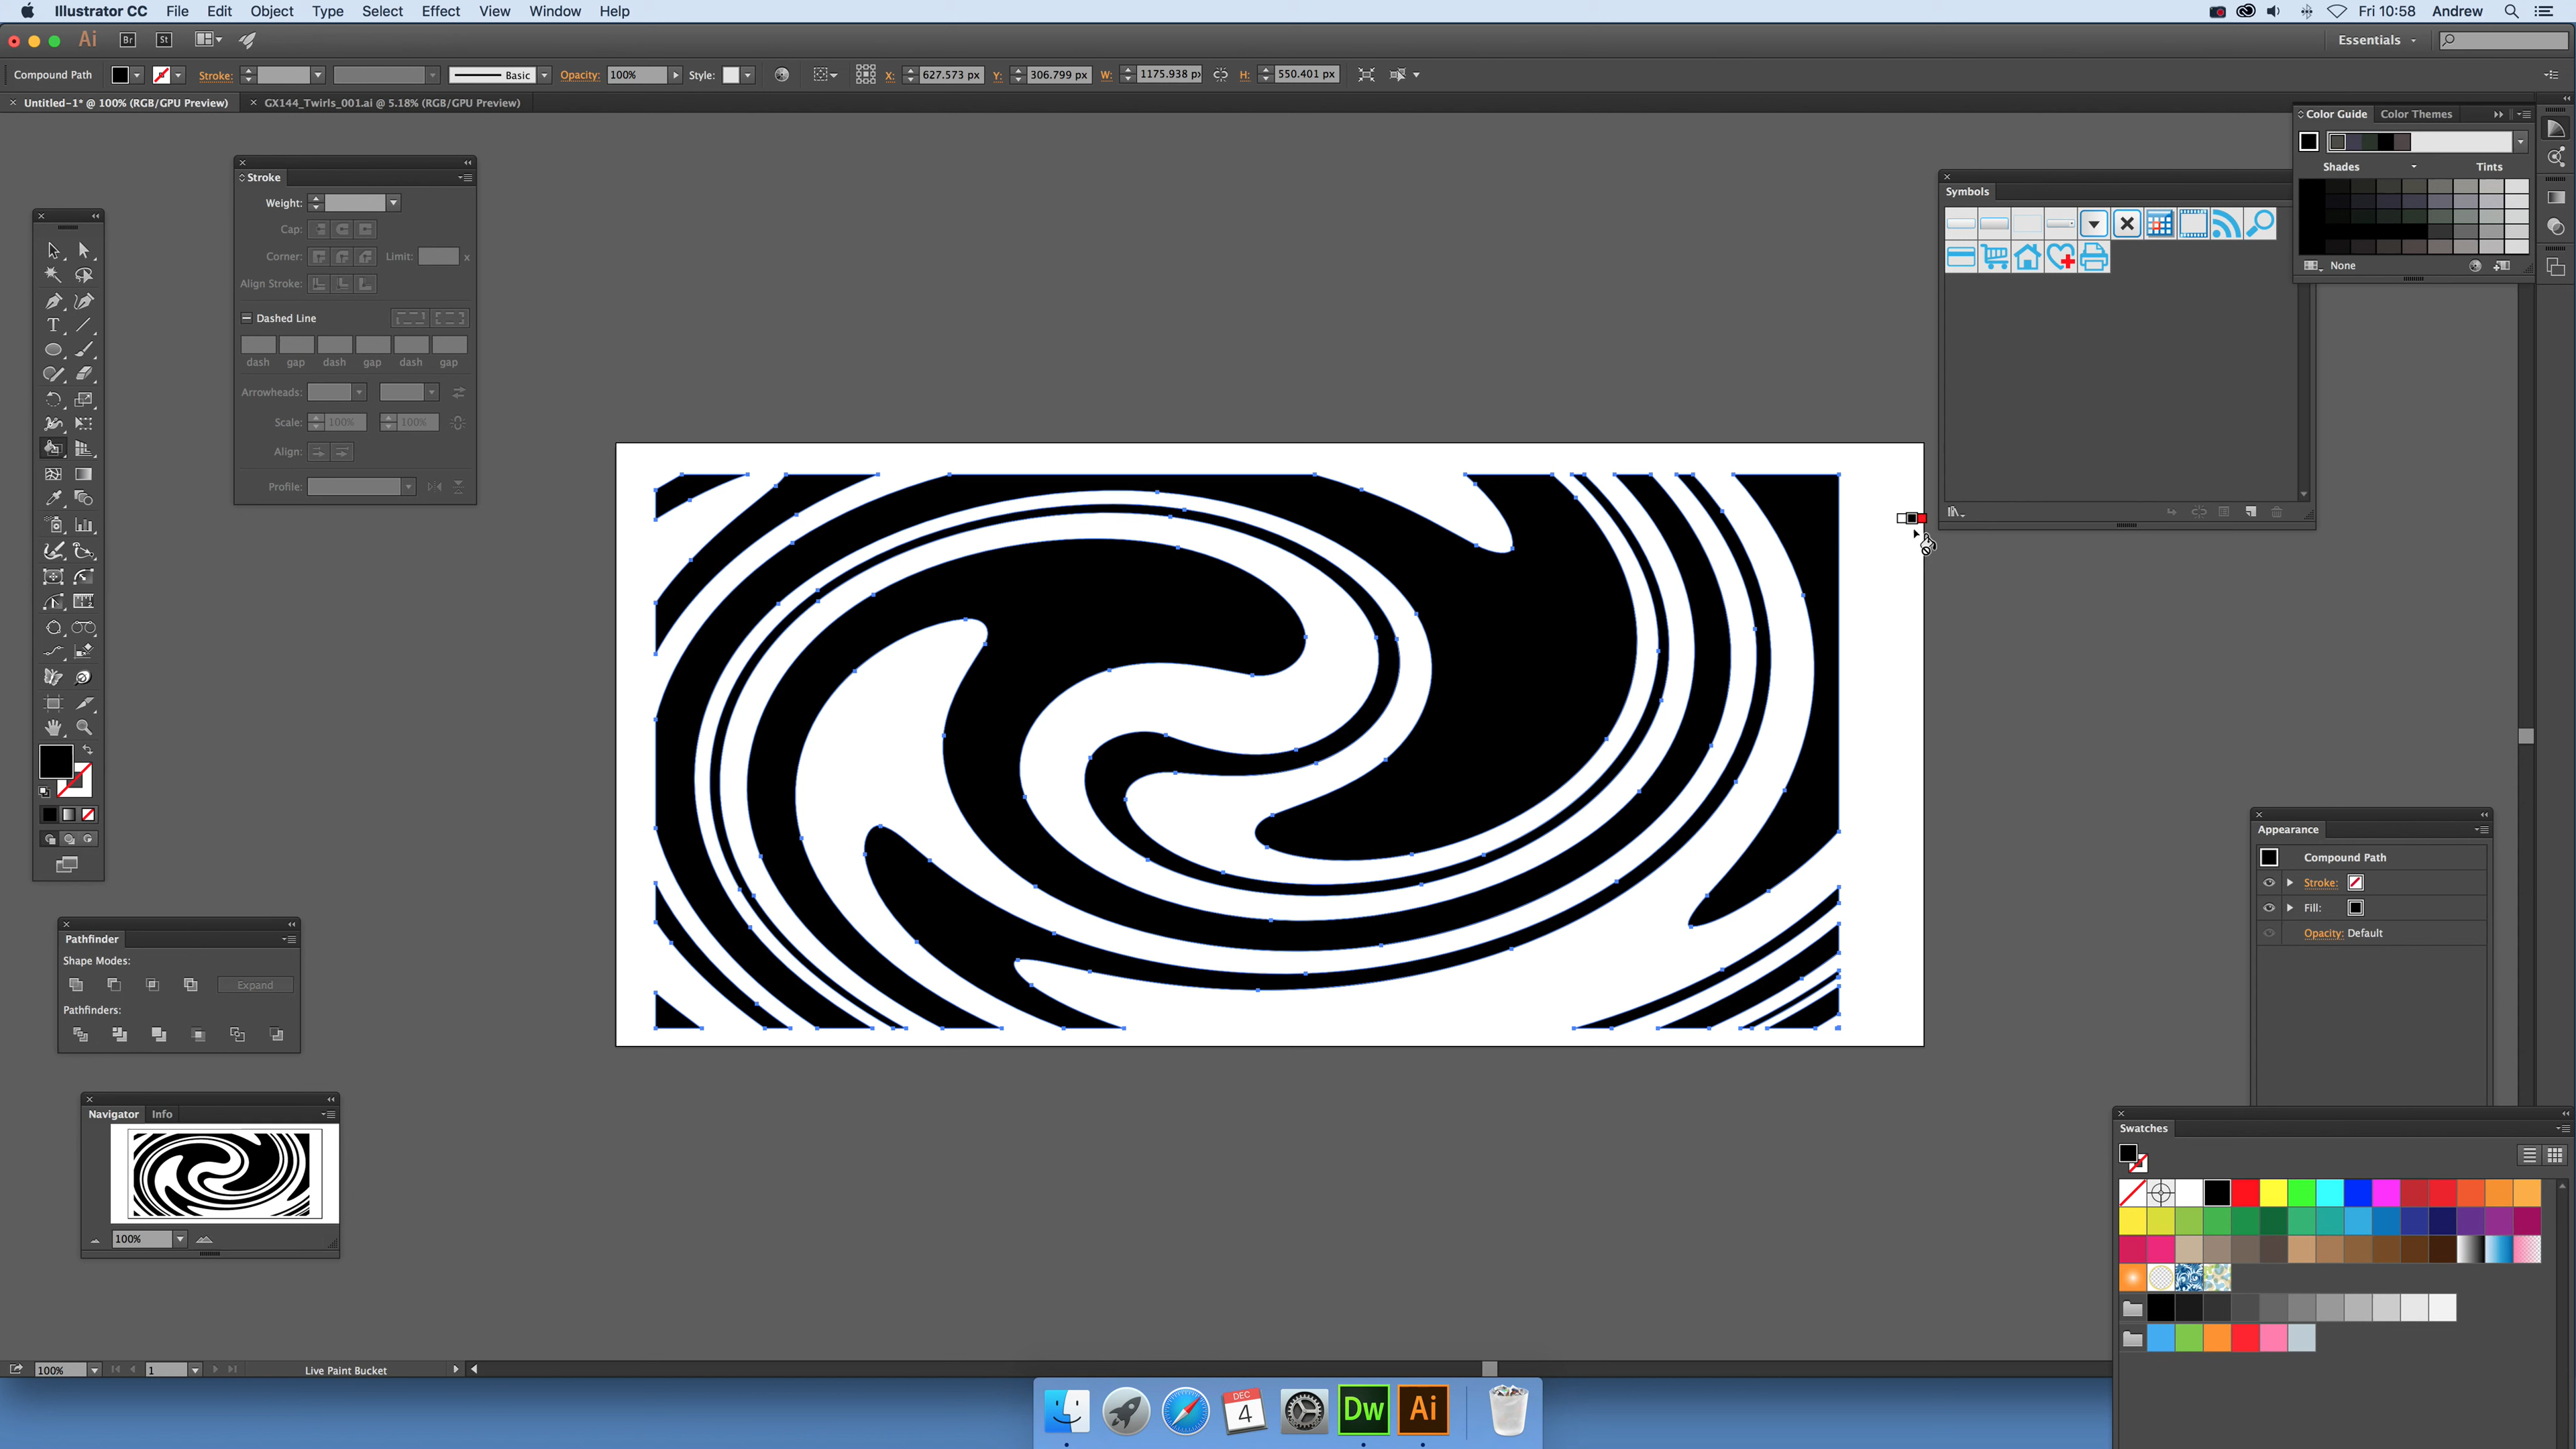 Illustrator CC File Edit Object Type Select Effect View Window Help
Fri 10:58 Andrew
Ai Br St
Essentials
Compound Path Stroke: Basic Opacity: 100% Style: X: 627.573 px Y: 306.799 px W: 1175.938 px H: 550.401 px
Untitled-1* @ 100% (RGB/GPU Preview) GX144_Twirls_001.ai @ 5.18% (RGB/GPU Preview)
Stroke
Weight:
Cap:
Corner: Limit: x
Align Stroke:
Dashed Line
dash gap dash gap dash gap
Arrowheads:
Scale: 100% 100%
Align:
Profile:
T
Color Guide Color Themes
Shades Tints
None
Symbols
Appearance
Compound Path
Stroke:
Fill:
Opacity: Default
Pathfinder
Shape Modes:
Expand
Pathfinders:
Navigator Info
100%
Swatches
100% 1 Live Paint Bucket
DEC
4
Dw
Ai